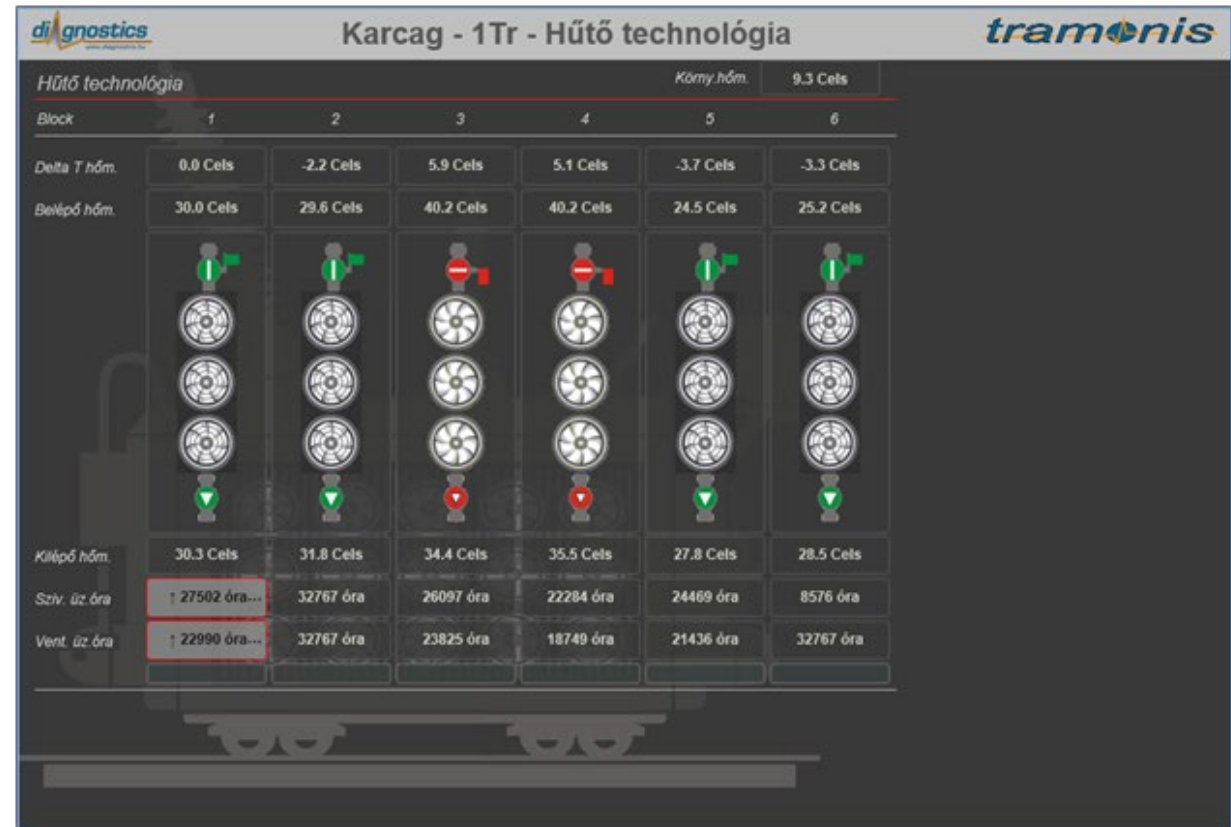 diagnostics
www.diagnostics.hu
Karcag - 1Tr - Hűtő technológia
tramonis
Hűtő technológia Körny.hőm. 9.3 Cels
Block 1 2 3 4 5 6
Delta T hőm. 0.0 Cels -2.2 Cels 5.9 Cels 5.1 Cels -3.7 Cels -3.3 Cels
Belépő hőm. 30.0 Cels 29.6 Cels 40.2 Cels 40.2 Cels 24.5 Cels 25.2 Cels
Kilépő hőm. 30.3 Cels 31.8 Cels 34.4 Cels 35.5 Cels 27.8 Cels 28.5 Cels
Sziv. üz.óra ↑ 27502 óra... 32767 óra 26097 óra 22284 óra 24469 óra 8576 óra
Vent. üz.óra ↑ 22990 óra... 32767 óra 23825 óra 18749 óra 21436 óra 32767 óra